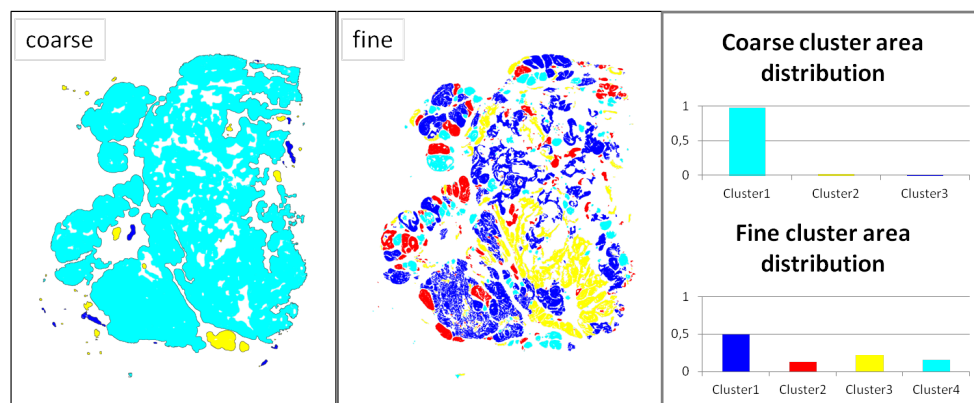 coarse
fine
Coarse cluster area
distribution
1
0,5
0
Cluster1 Cluster2 Cluster3
Fine cluster area
distribution
1
0,5
0
Cluster1 Cluster2 Cluster3 Cluster4